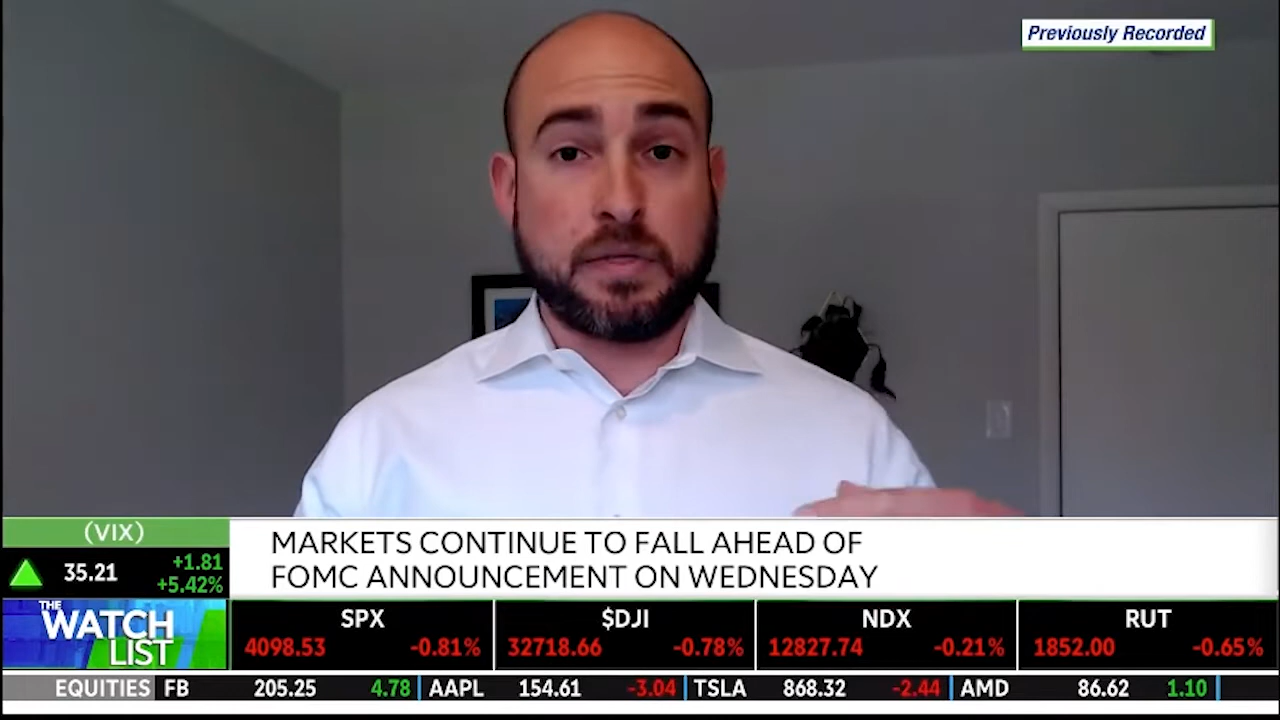 Previously Recorded
(VIX)
35.21
+1.81
+5.42%
MARKETS CONTINUE TO FALL AHEAD OF
FOMC ANNOUNCEMENT ON WEDNESDAY
THE
WATCH
LIST
SPX
4098.53 -0.81%
$DJI
32718.66 -0.78%
NDX
12827.74 -0.21%
RUT
1852.00 -0.65%
EQUITIES FB 205.25 4.78 AAPL 154.61 -3.04 TSLA 868.32 -2.44 AMD 86.62 1.10